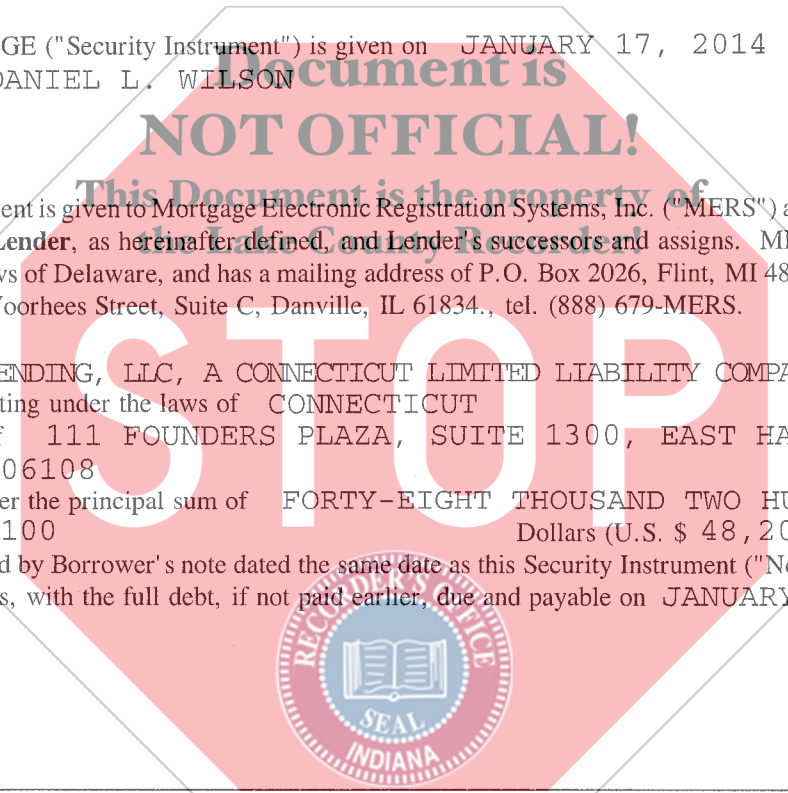 GE ("Security Instrument") is given on JANUARY 17, 2014
DANIEL L. WILSON
Document is
NOT OFFICIAL!
This Document is the property of
the Lake County Recorder!
ent is given to Mortgage Electronic Registration Systems, Inc. ("MERS") a
Lender, as hereinafter defined, and Lender's successors and assigns. ME
ws of Delaware, and has a mailing address of P.O. Box 2026, Flint, MI 48
Voorhees Street, Suite C, Danville, IL 61834., tel. (888) 679-MERS.
STOP
ENDING, LLC, A CONNECTICUT LIMITED LIABILITY COMPA
ting under the laws of CONNECTICUT
f 111 FOUNDERS PLAZA, SUITE 1300, EAST HA
06108
er the principal sum of FORTY-EIGHT THOUSAND TWO HU
100 Dollars (U.S. $ 48,20
d by Borrower's note dated the same date as this Security Instrument ("No
s, with the full debt, if not paid earlier, due and payable on JANUARY
RECORDER'S OFFICE
SEAL
INDIANA